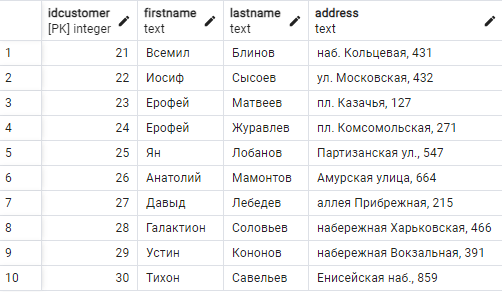 idcustomer firstname lastname address
[PK] integer text text text
1 21 Всемил Блинов наб. Кольцевая, 431
2 22 Иосиф Сысоев ул. Московская, 432
3 23 Ерофей Матвеев пл. Казачья, 127
4 24 Ерофей Журавлев пл. Комсомольская, 271
5 25 Ян Лобанов Партизанская ул., 547
6 26 Анатолий Мамонтов Амурская улица, 664
7 27 Давыд Лебедев аллея Прибрежная, 215
8 28 Галактион Соловьев набережная Харьковская, 466
9 29 Устин Кононов набережная Вокзальная, 391
10 30 Тихон Савельев Енисейская наб., 859